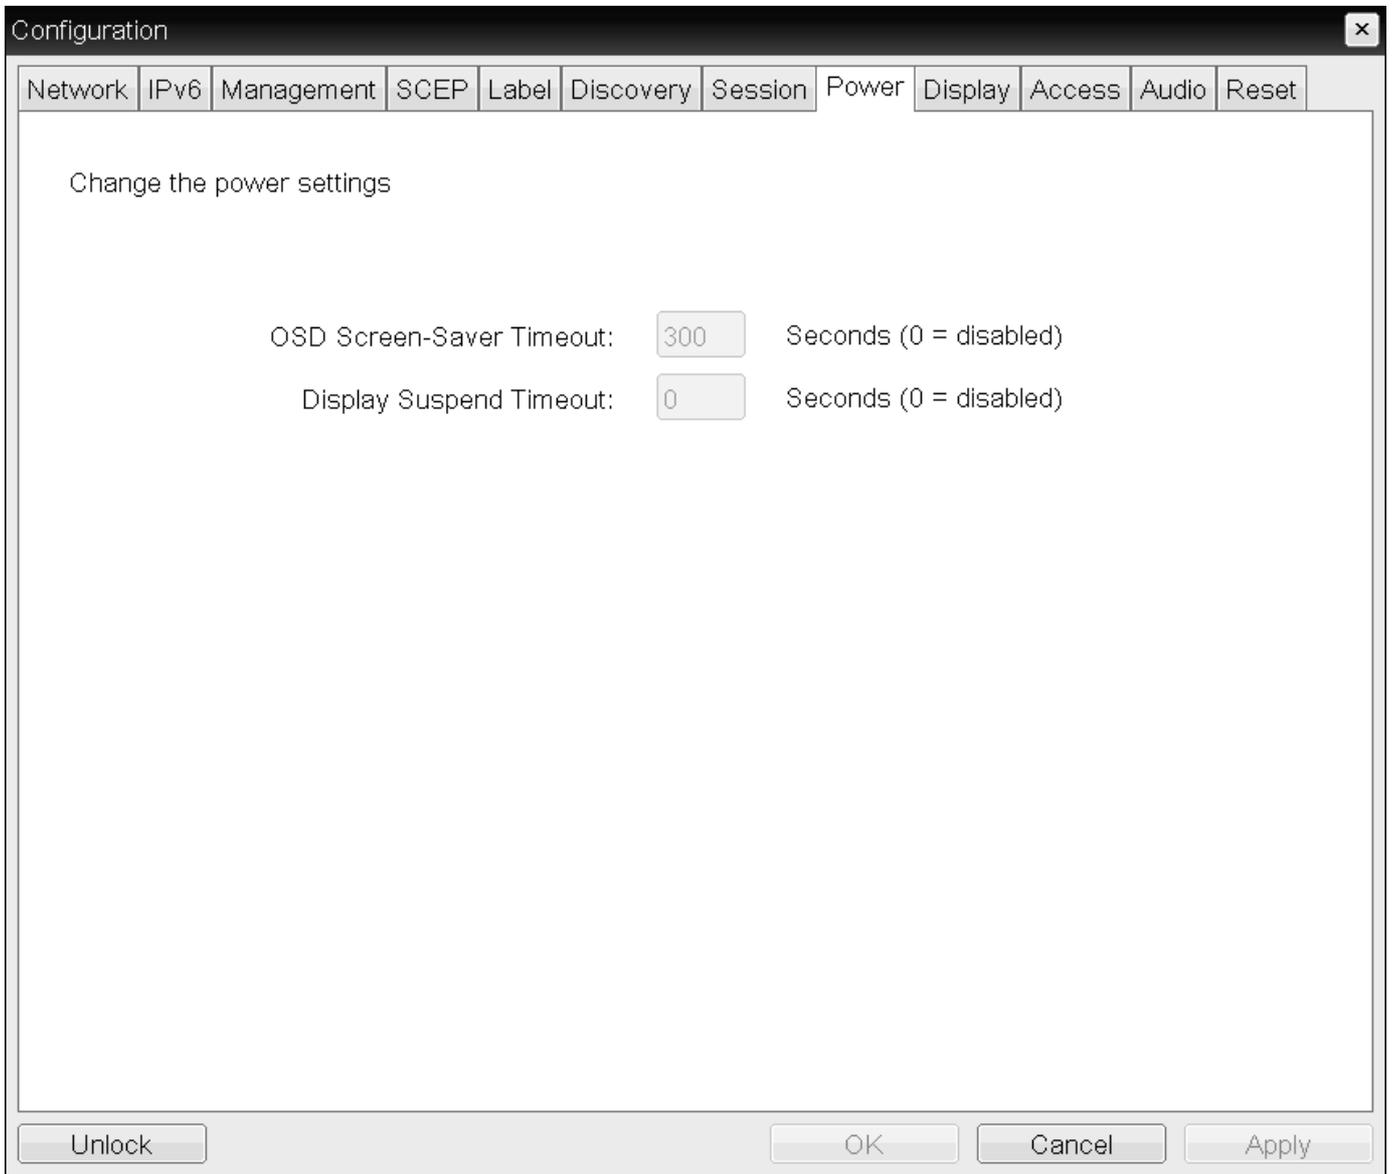 Configuration
Network IPv6 Management SCEP Label Discovery Session Power Display Access Audio Reset
Change the power settings
OSD Screen-Saver Timeout: 300 Seconds (0 = disabled)
Display Suspend Timeout: 0 Seconds (0 = disabled)
Unlock OK Cancel Apply